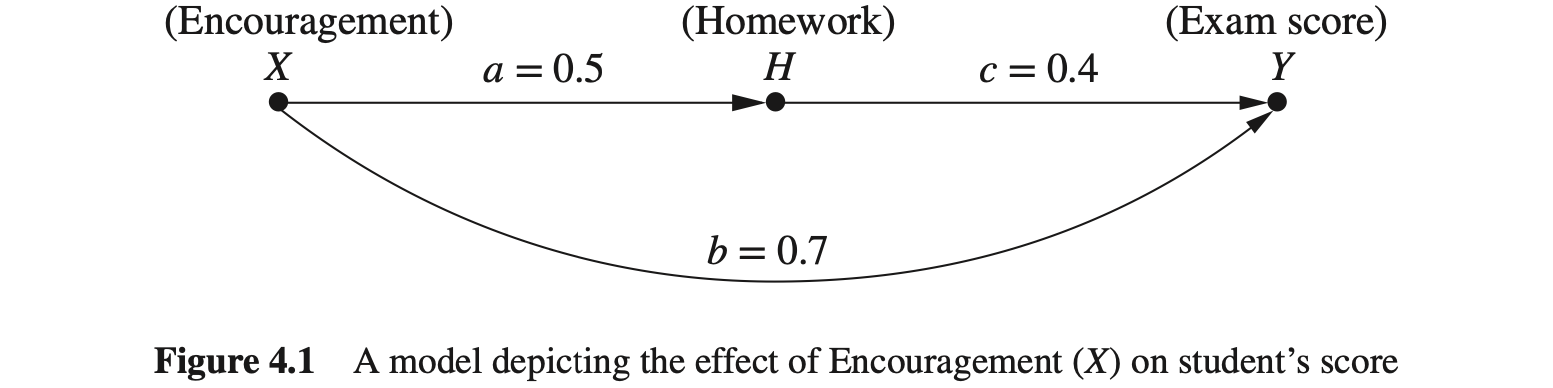 (Encouragement) (Homework) (Exam score)
X a = 0.5 H c = 0.4 Y
b = 0.7
Figure 4.1 A model depicting the effect of Encouragement (X) on student’s score